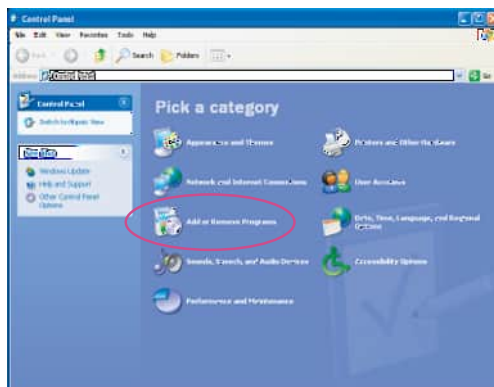 Control Panel
File Edit View Favorites Tools Help
Search Folders
Address Control Panel Go
Control Panel
Switch to Classic View
See Also
Windows Update
Help and Support
Other Control Panel
Options
Pick a category
Appearance and Themes
Printers and Other Hardware
Network and Internet Connections
User Accounts
Add or Remove Programs
Date, Time, Language, and Regional
Options
Sounds, Speech, and Audio Devices
Accessibility Options
Performance and Maintenance